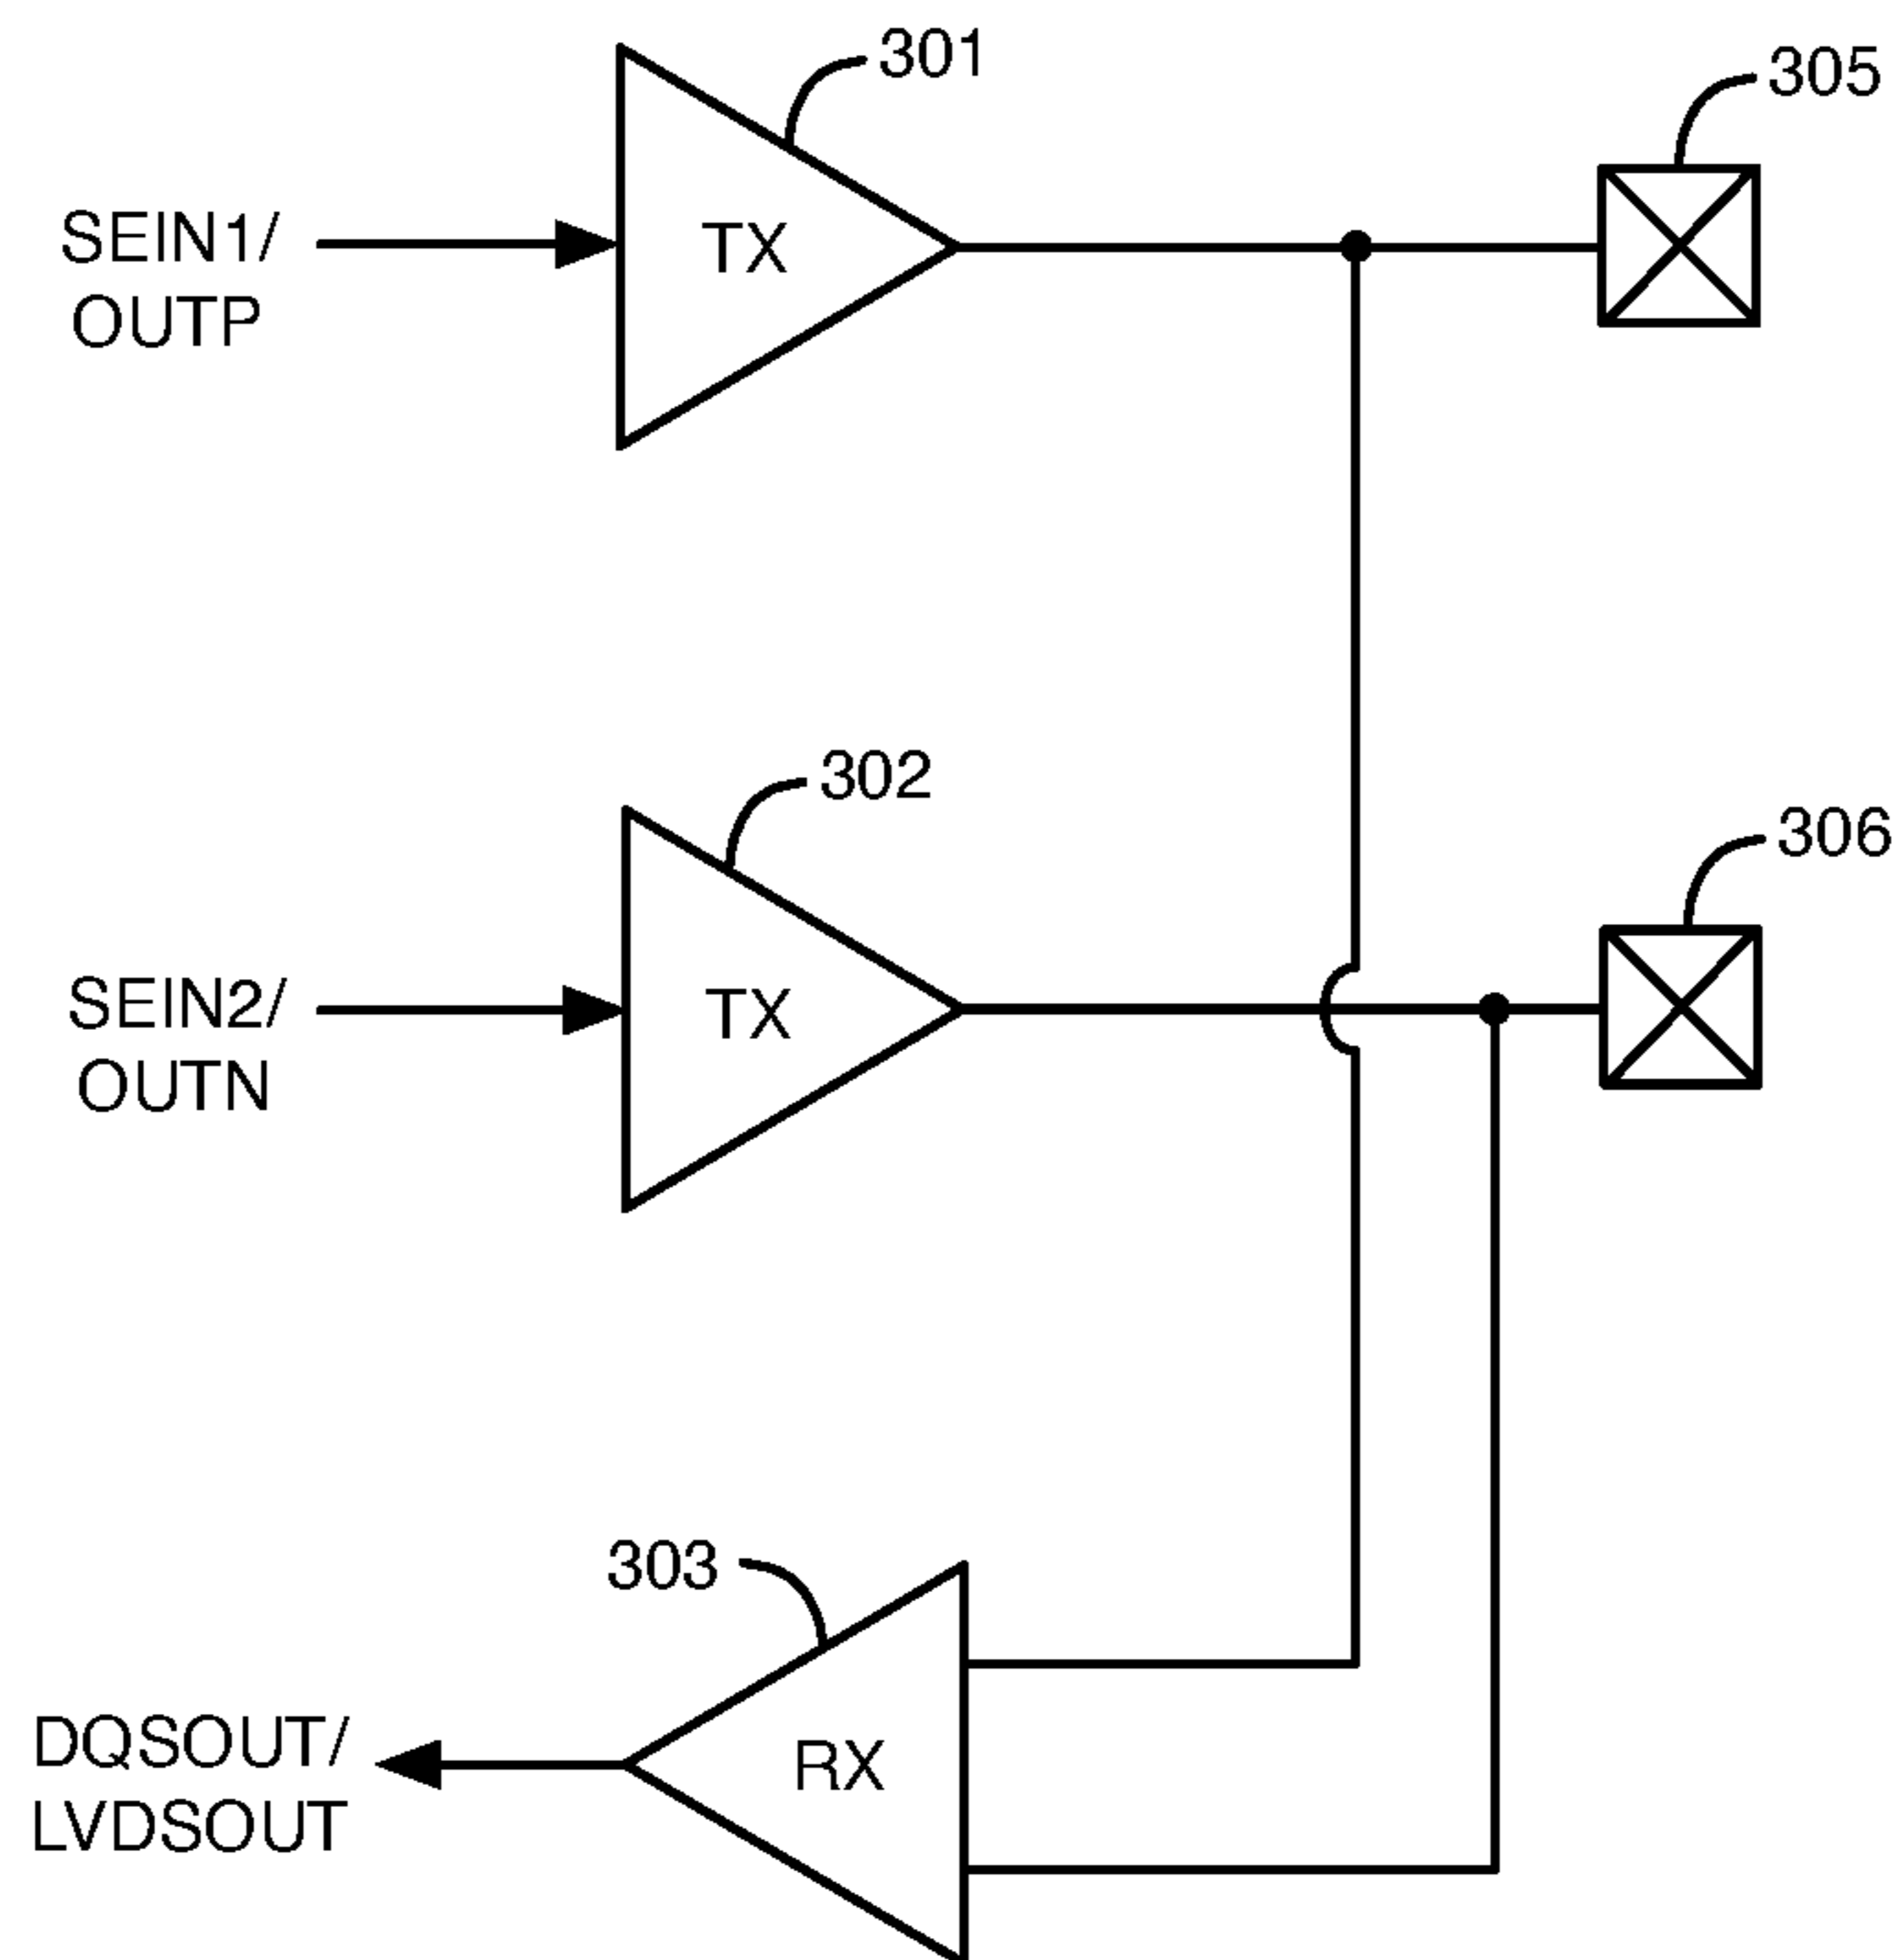 301
305
SEIN1/
OUTP
TX
302
306
SEIN2/
OUTN
TX
303
DQSOUT/
LVDSOUT
RX